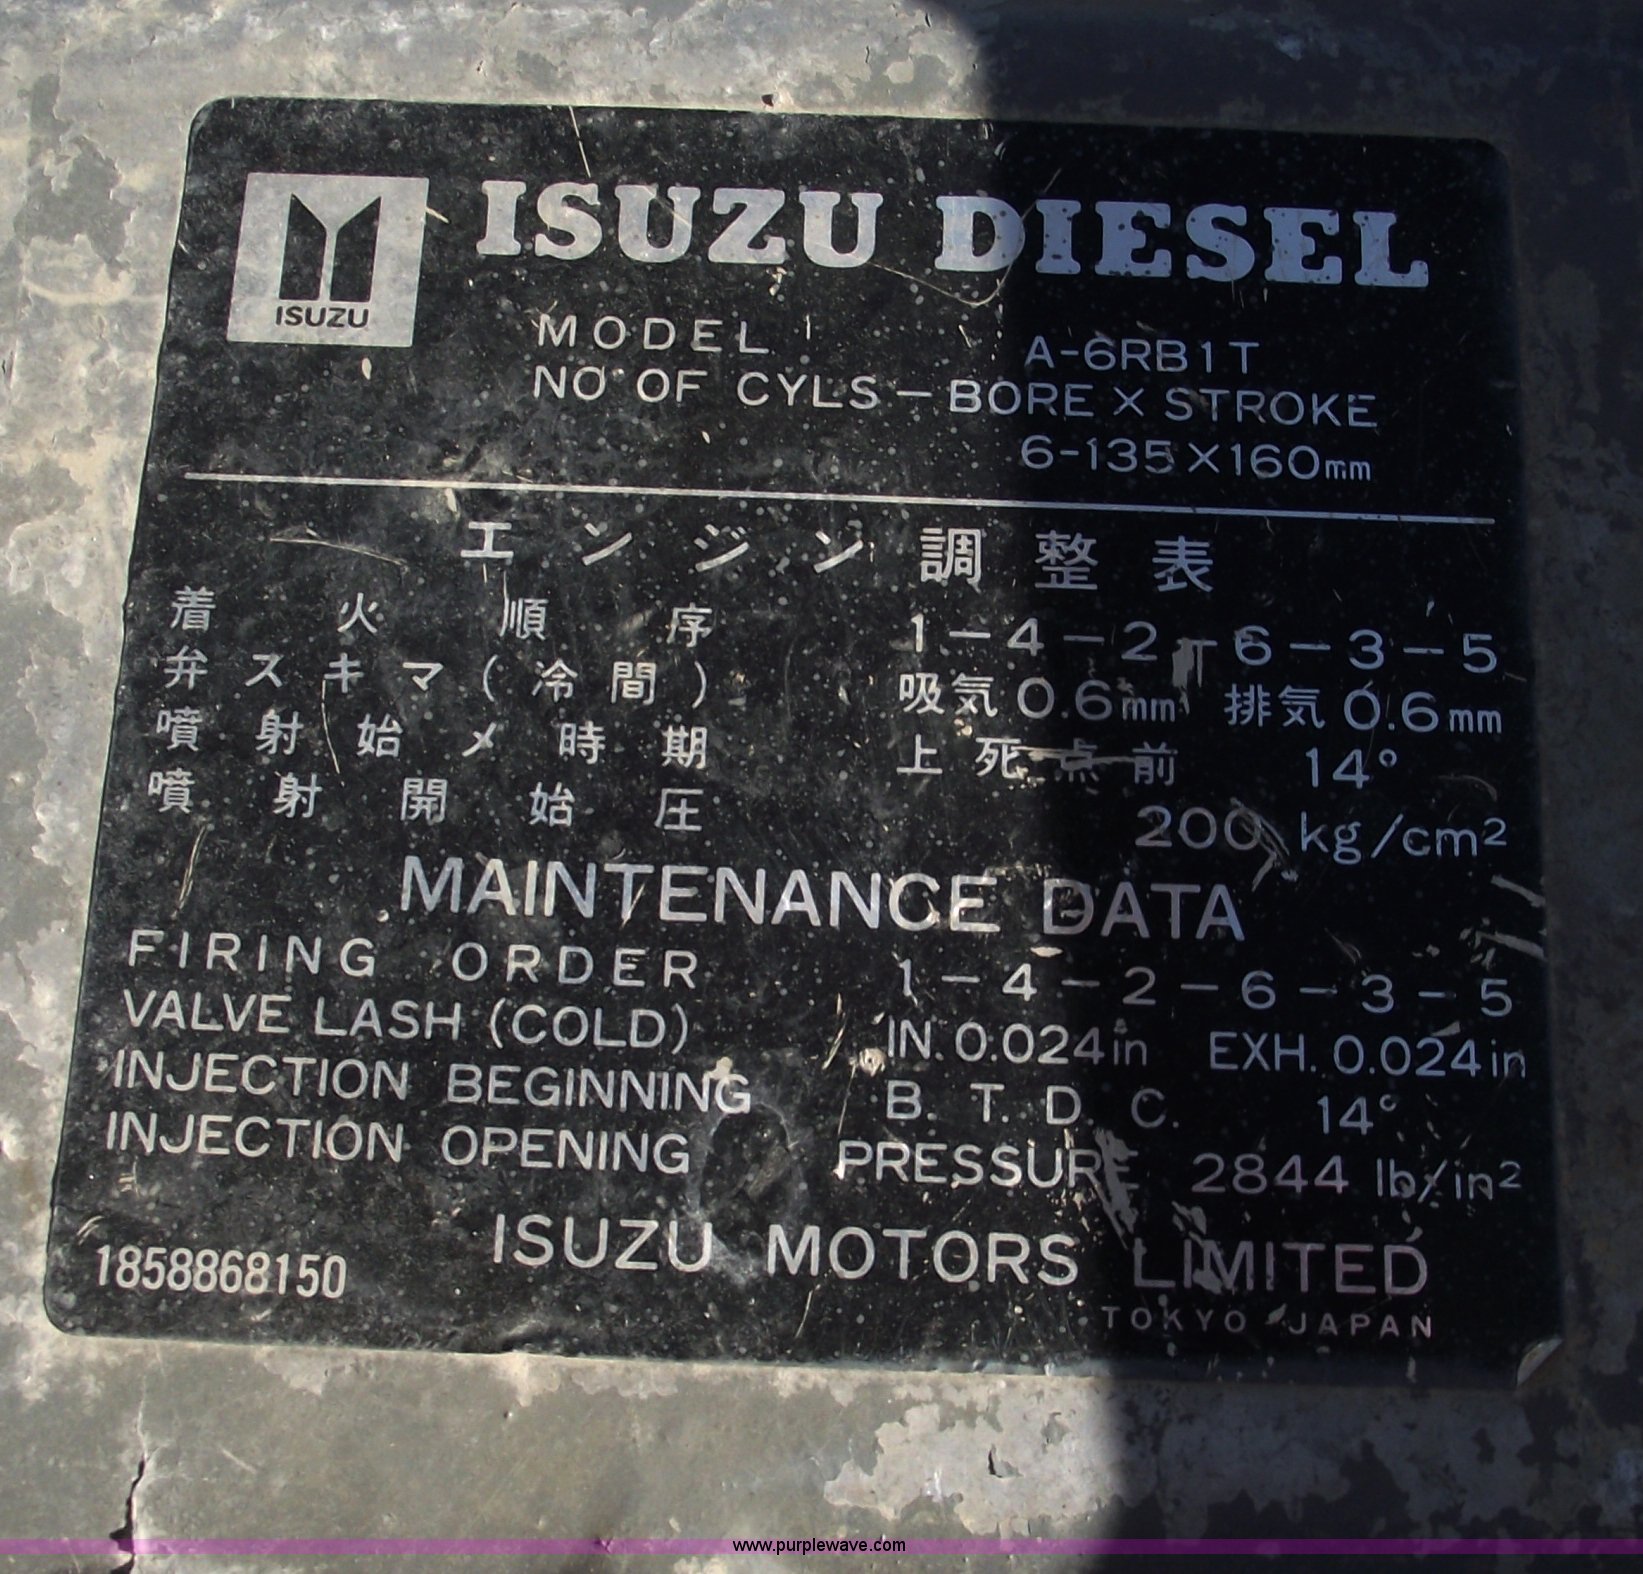 ISUZU
ISUZU DIESEL
MODEL A-6RB1T
NO OF CYLS - BORE X STROKE
6-135X160mm
エンジン調整表
着火順序 1-4-2-6-3-5
弁スキマ(冷間) 吸気0.6mm 排気0.6mm
噴射始メ時期 上死点前 14°
噴射開始圧 200 kg/cm²
MAINTENANCE DATA
FIRING ORDER 1-4-2-6-3-5
VALVE LASH (COLD) IN. 0.024in EXH. 0.024in
INJECTION BEGINNING B. T. D. C. 14°
INJECTION OPENING PRESSURE 2844 lb/in²
1858868150 ISUZU MOTORS LIMITED
TOKYO JAPAN
www.purplewave.com